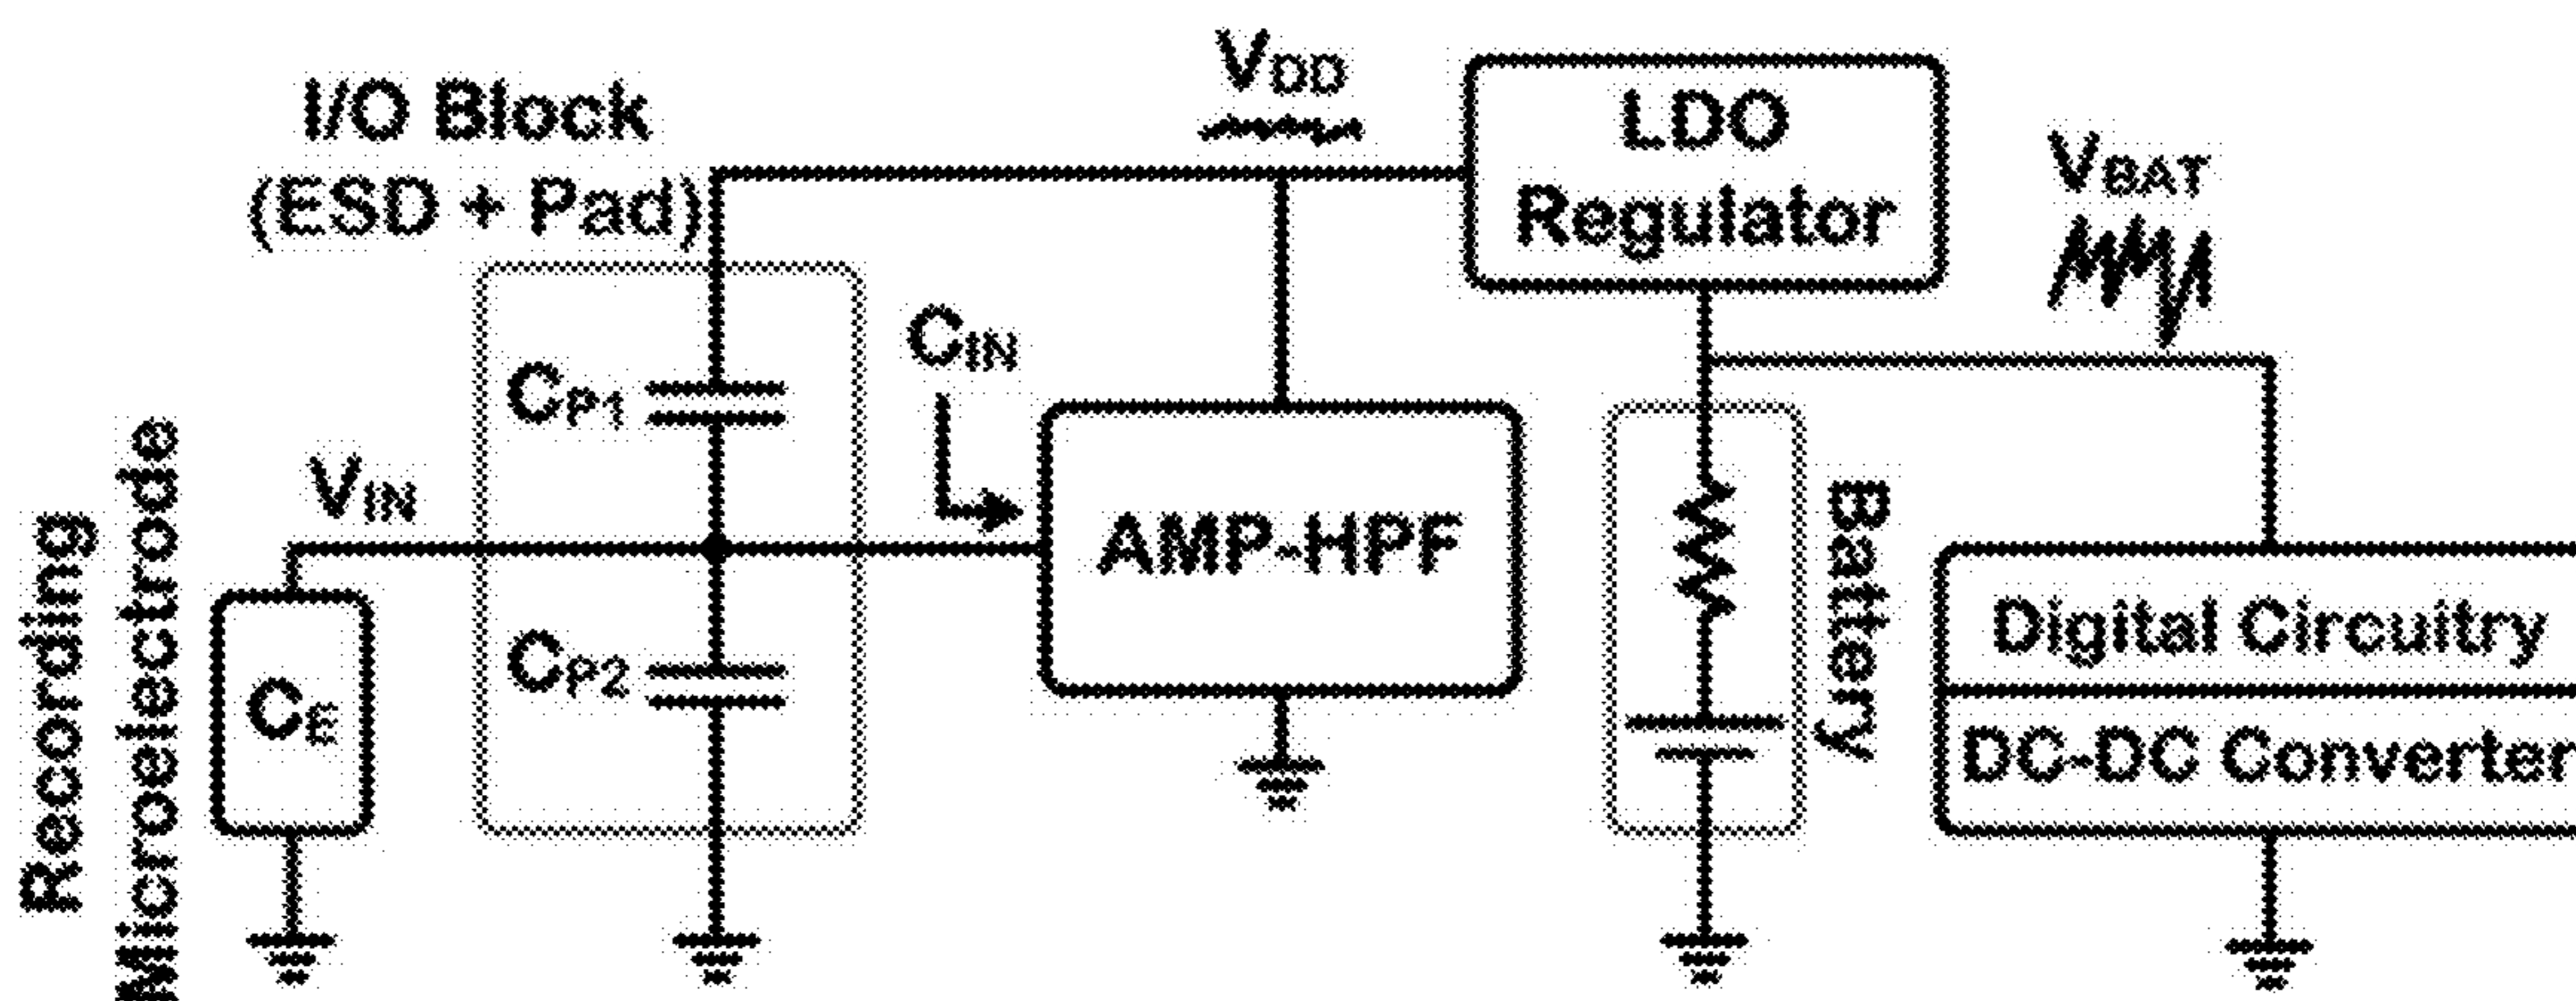 I/O Block
(ESD + Pad)
VDD
LDO
Regulator
VBAT
CP1
CIN
VIN
AMP-HPF
Battery
Recording
Microelectrode
CE
CP2
Digital Circuitry
DC-DC Converter